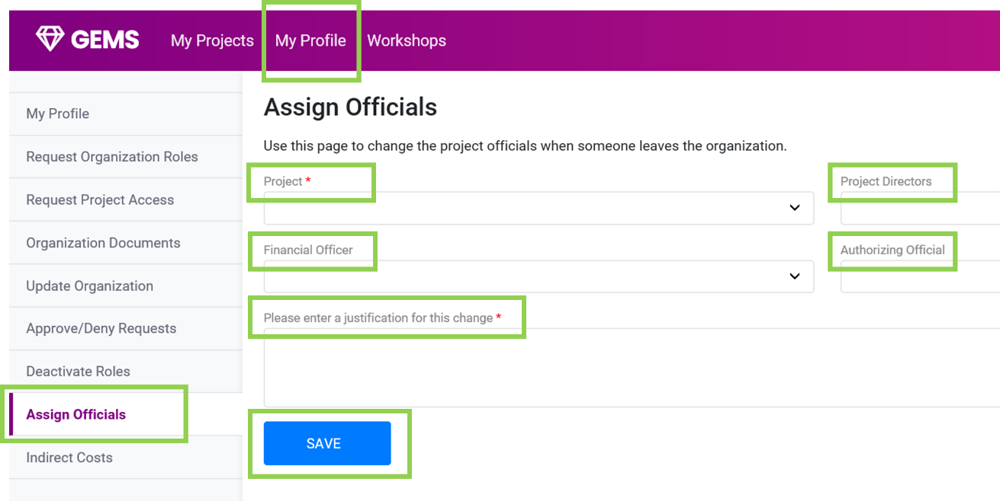 GEMS My Projects My Profile Workshops
My Profile
Request Organization Roles
Request Project Access
Organization Documents
Update Organization
Approve/Deny Requests
Deactivate Roles
Assign Officials
Indirect Costs
Assign Officials
Use this page to change the project officials when someone leaves the organization.
Project * Project Directors
Financial Officer Authorizing Official
Please enter a justification for this change *
SAVE